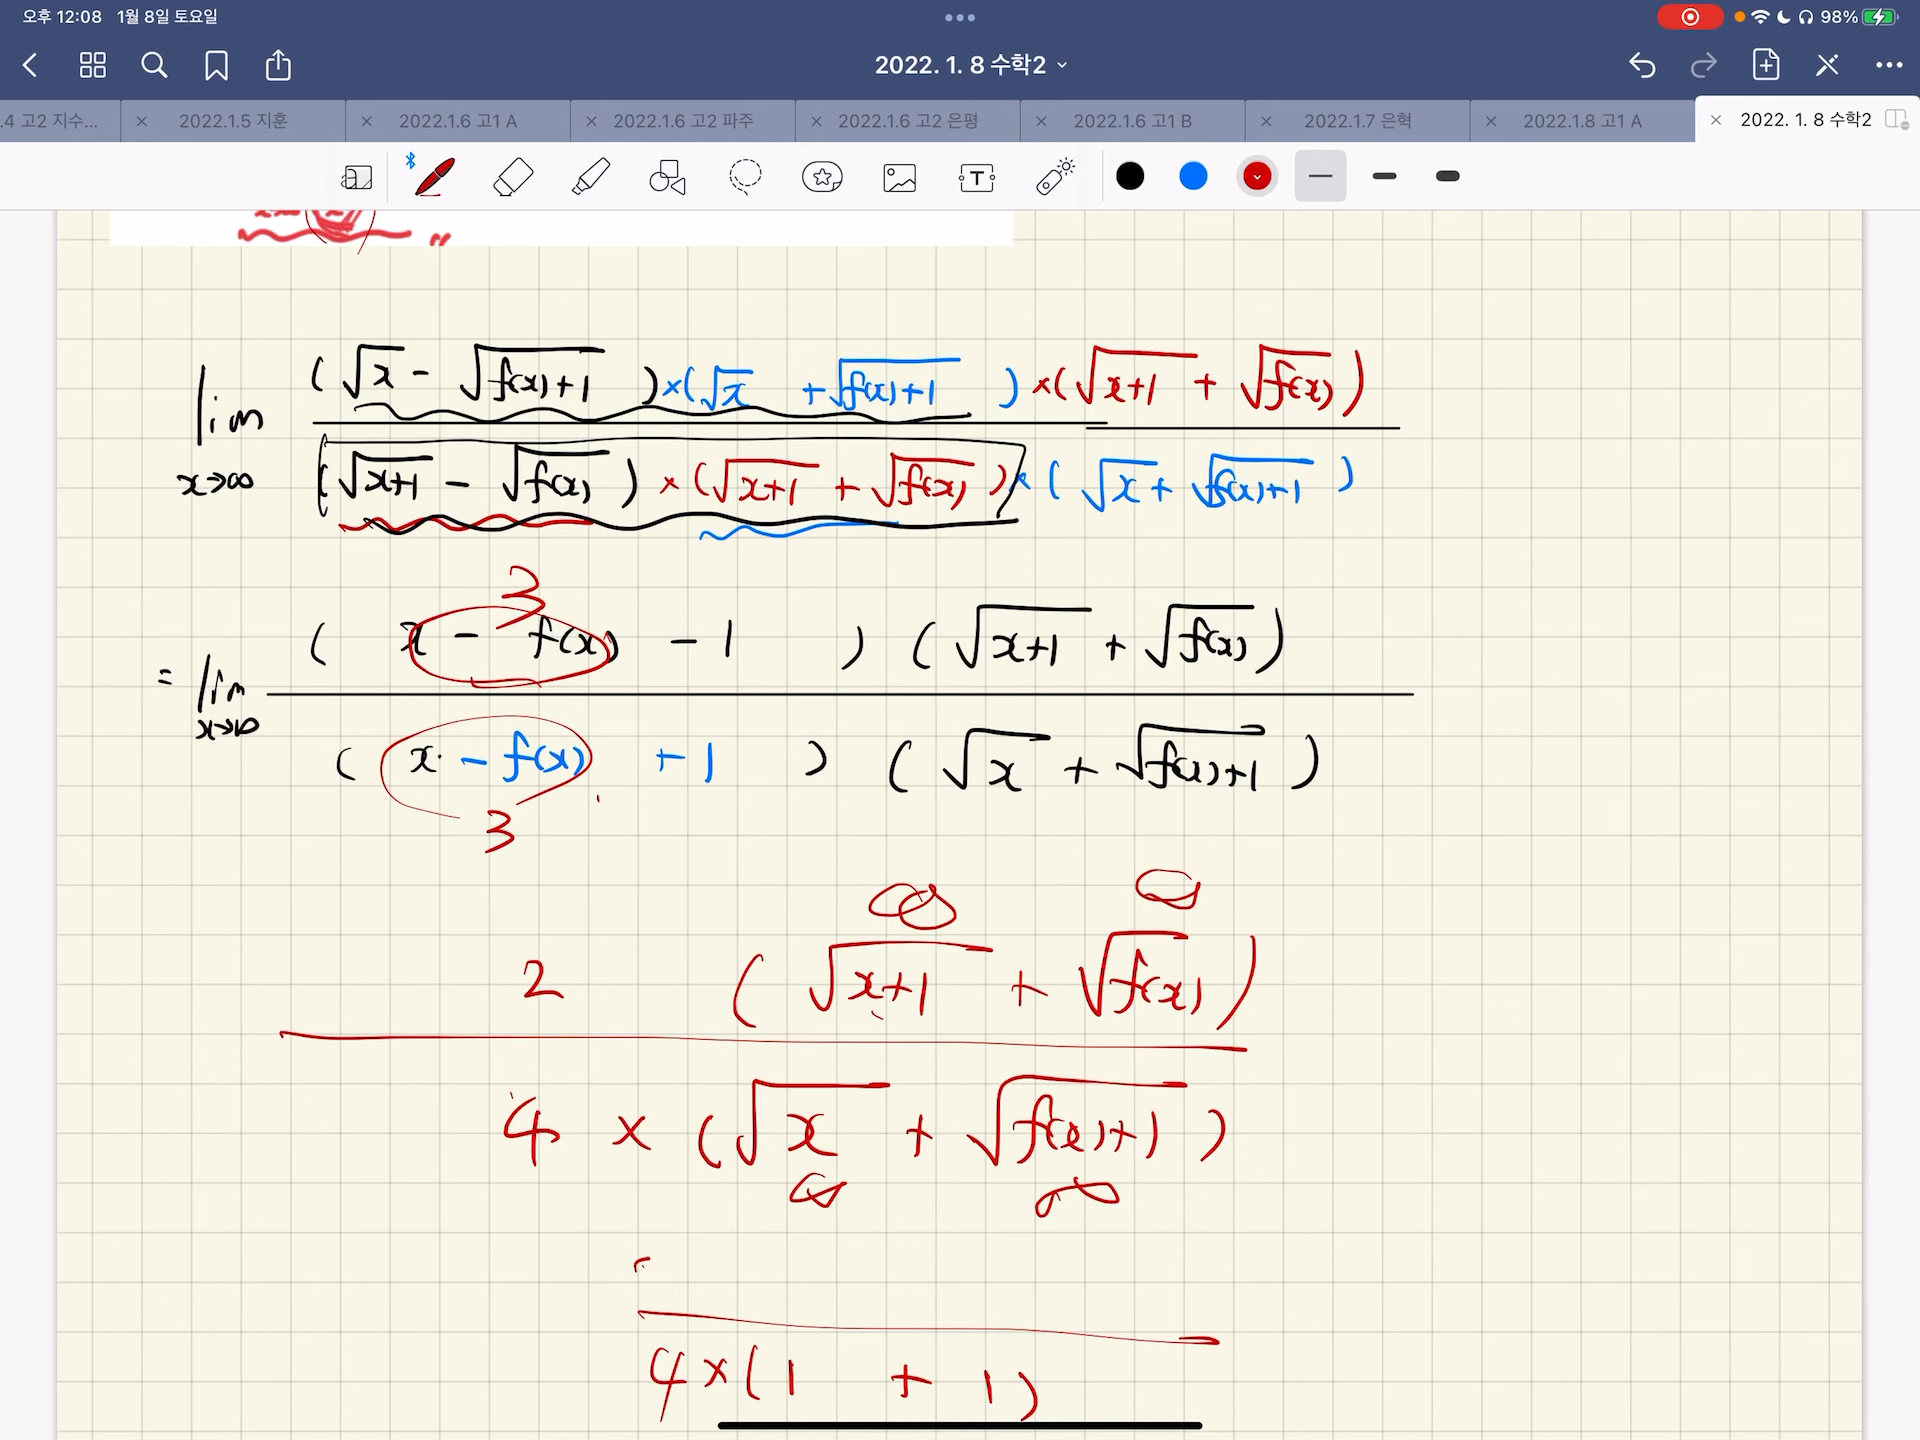 오후 12:08 1월 8일 토요일 98%
2022. 1. 8 수학2
.4 고2 지수... 2022.1.5 지훈 2022.1.6 고1 A 2022.1.6 고2 파주 2022.1.6 고2 은평 2022.1.6 고1 B 2022.1.7 은혁 2022.1.8 고1 A 2022. 1. 8 수학2
(√x - √(f(x)+1))×(√x + √(f(x)+1))×(√(x+1) + √f(x))
lim
x→∞
(√(x+1) - √f(x))×(√(x+1) + √f(x))×(√x + √(f(x)+1))
3
(x - f(x) - 1)(√(x+1) + √f(x))
= lim
x→∞
(x - f(x) + 1)(√x + √(f(x)+1))
3
∞ ∞
2 (√(x+1) + √f(x))
4 × (√x + √(f(x)+1))
∞ ∞
4×(1 + 1)